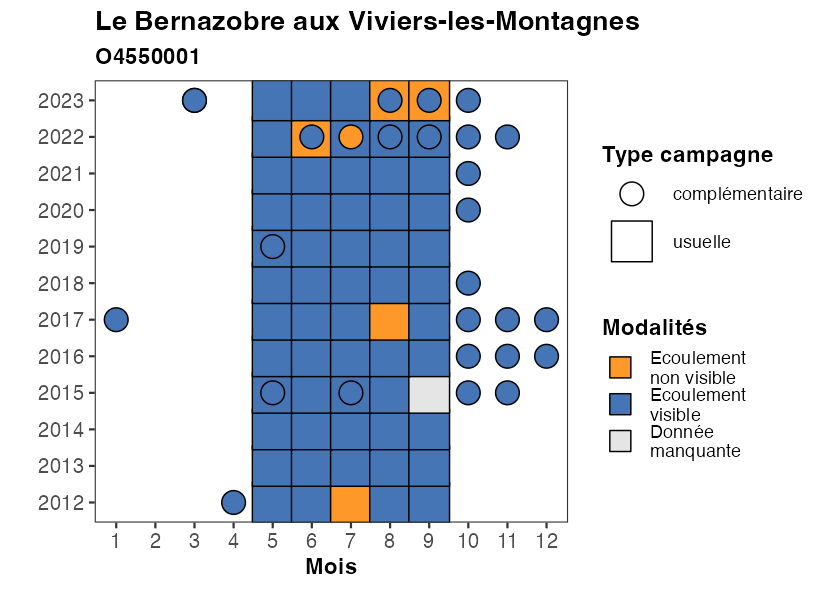 Le Bernazobre aux Viviers-les-Montagnes
O4550001
2023
2022
2021
2020
2019
2018
2017
2016
2015
2014
2013
2012
1 2 3 4 5 6 7 8 9 10 11 12
Mois
Type campagne
complémentaire
usuelle
Modalités
Ecoulement
non visible
Ecoulement
visible
Donnée
manquante